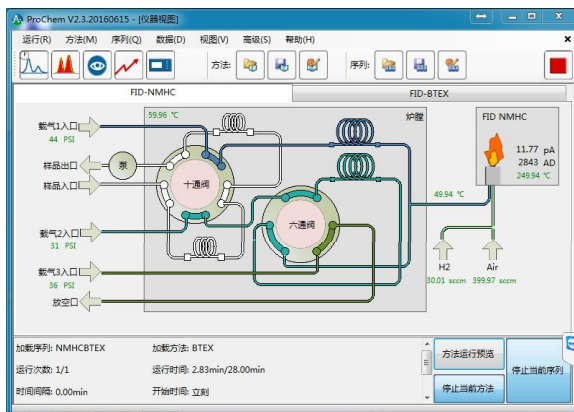 ProChem V2.3.20160615 - [仪器视图]
运行(R) 方法(M) 序列(Q) 数据(D) 视图(V) 高级(S) 帮助(H)
方法: 序列:
FID-NMHC FID-BTEX
59.96 ℃ 炉膛 FID NMHC
载气1入口
44 PSI
11.77 pA
2843 AD
249.94 ℃
样品出口 泵
样品入口
十通阀
49.94 ℃
载气2入口
31 PSI
六通阀
载气3入口
36 PSI
H2 Air
30.01 sccm 399.97 sccm
放空口
加载序列: NMHCBTEX 加载方法: BTEX
方法运行预览
运行次数: 1/1 运行时间: 2.83min/28.00min
停止当前序列
时间间隔: 0.00min 开始时间: 立刻
停止当前方法